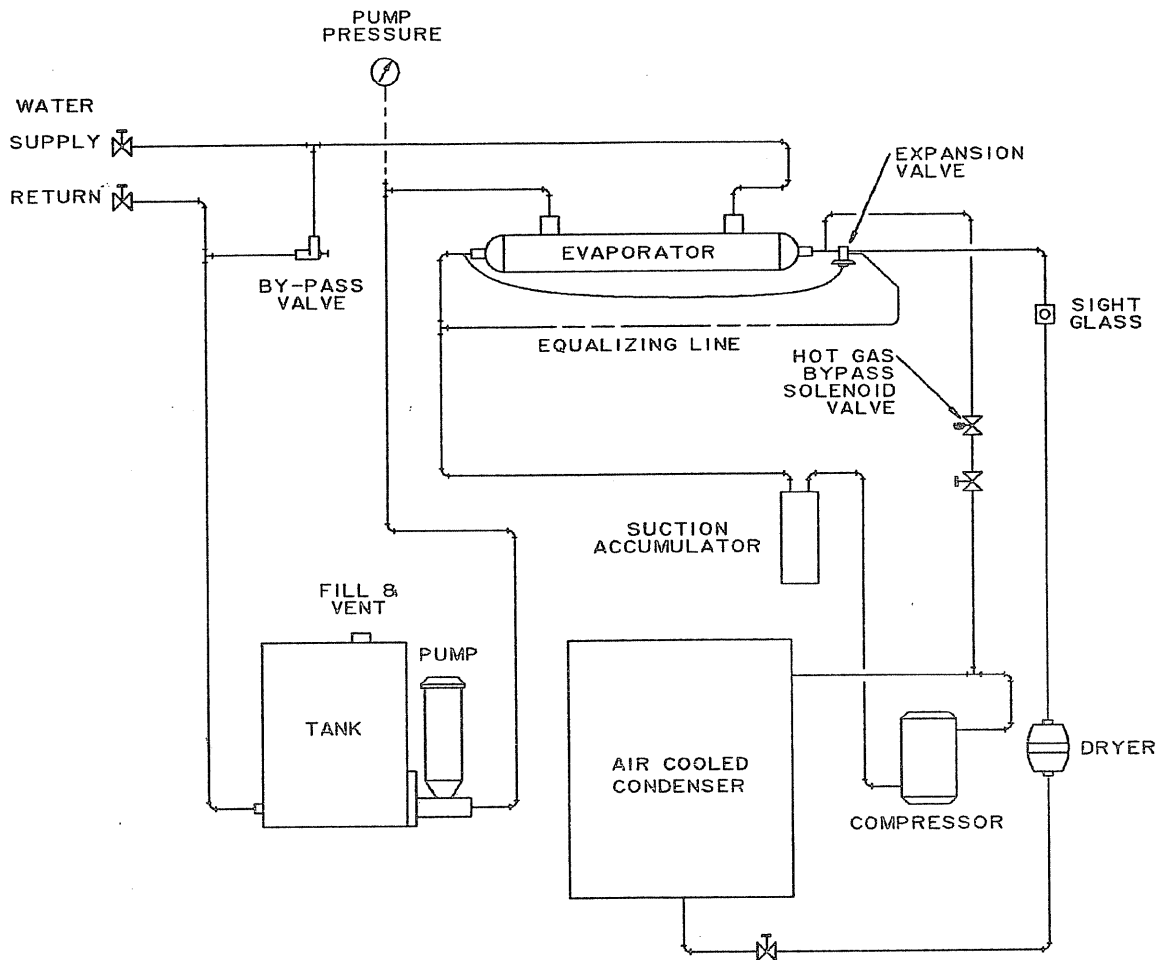 PUMP
PRESSURE
WATER
SUPPLY
RETURN
EXPANSION
VALVE
EVAPORATOR
BY-PASS
VALVE
SIGHT
GLASS
EQUALIZING LINE
HOT GAS
BYPASS
SOLENOID
VALVE
SUCTION
ACCUMULATOR
FILL &
VENT
PUMP
TANK
AIR COOLED
CONDENSER
DRYER
COMPRESSOR